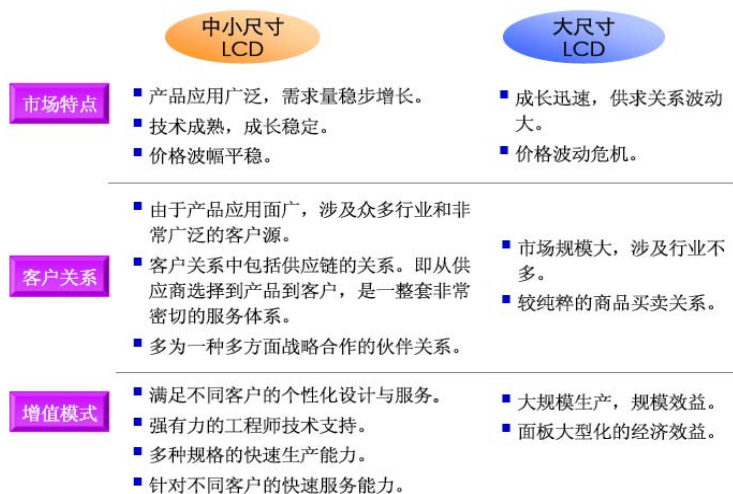 中小尺寸
LCD
大尺寸
LCD
市场特点
产品应用广泛，需求量稳步增长。
技术成熟，成长稳定。
价格波幅平稳。
成长迅速，供求关系波动
大。
价格波动危机。
客户关系
由于产品应用面广，涉及众多行业和非
常广泛的客户源。
客户关系中包括供应链的关系。即从供
应商选择到产品到客户，是一整套非常
密切的服务体系。
多为一种多方面战略合作的伙伴关系。
市场规模大，涉及行业不
多。
较纯粹的商品买卖关系。
增值模式
满足不同客户的个性化设计与服务。
强有力的工程师技术支持。
多种规格的快速生产能力。
针对不同客户的快速服务能力。
大规模生产，规模效益。
面板大型化的经济效益。